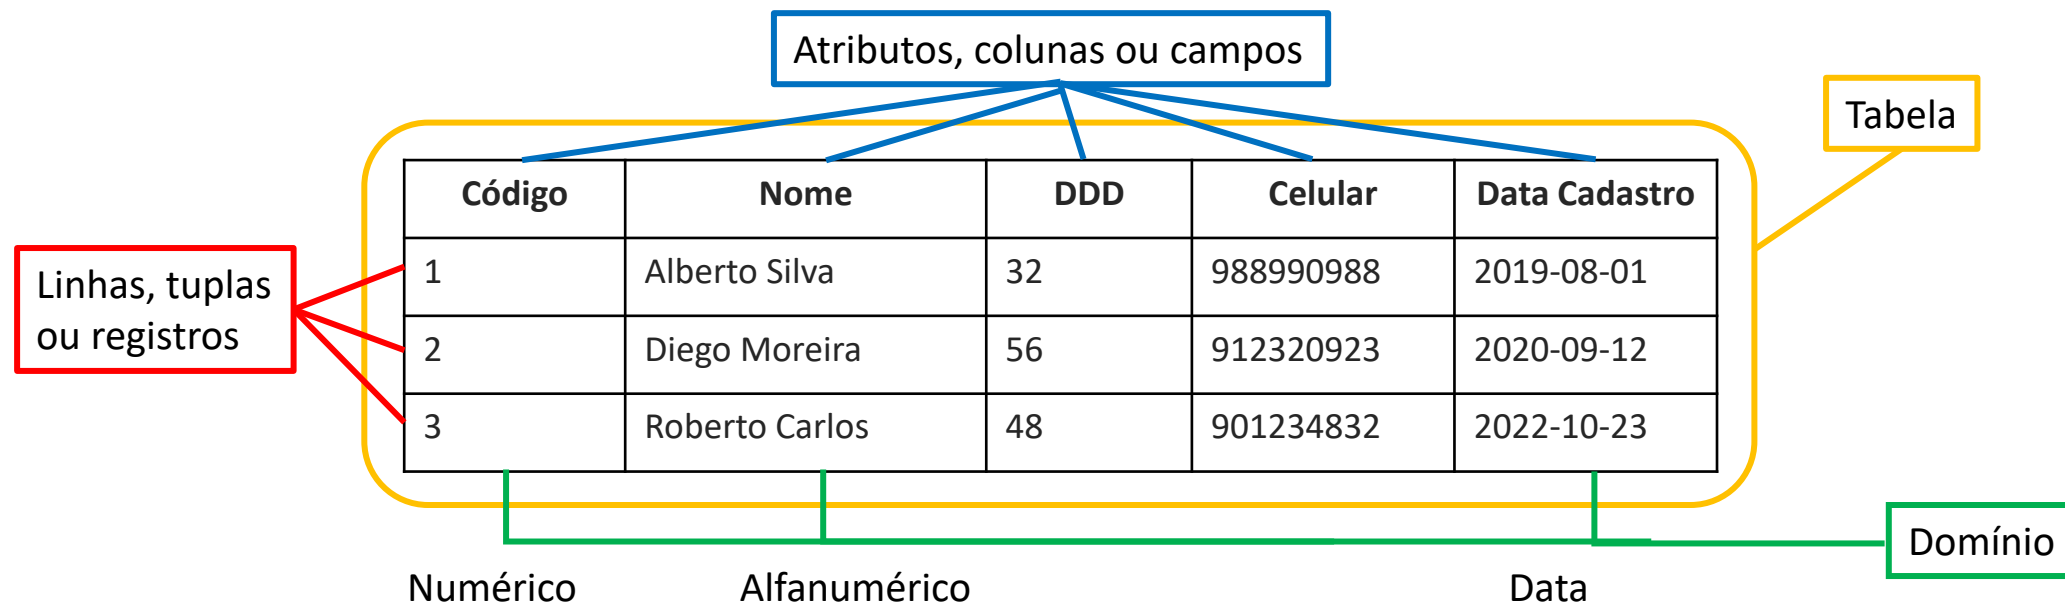 Atributos, colunas ou campos
Tabela
Código Nome DDD Celular Data Cadastro
Linhas, tuplas
ou registros
1 Alberto Silva 32 988990988 2019-08-01
2 Diego Moreira 56 912320923 2020-09-12
3 Roberto Carlos 48 901234832 2022-10-23
Domínio
Numérico Alfanumérico Data